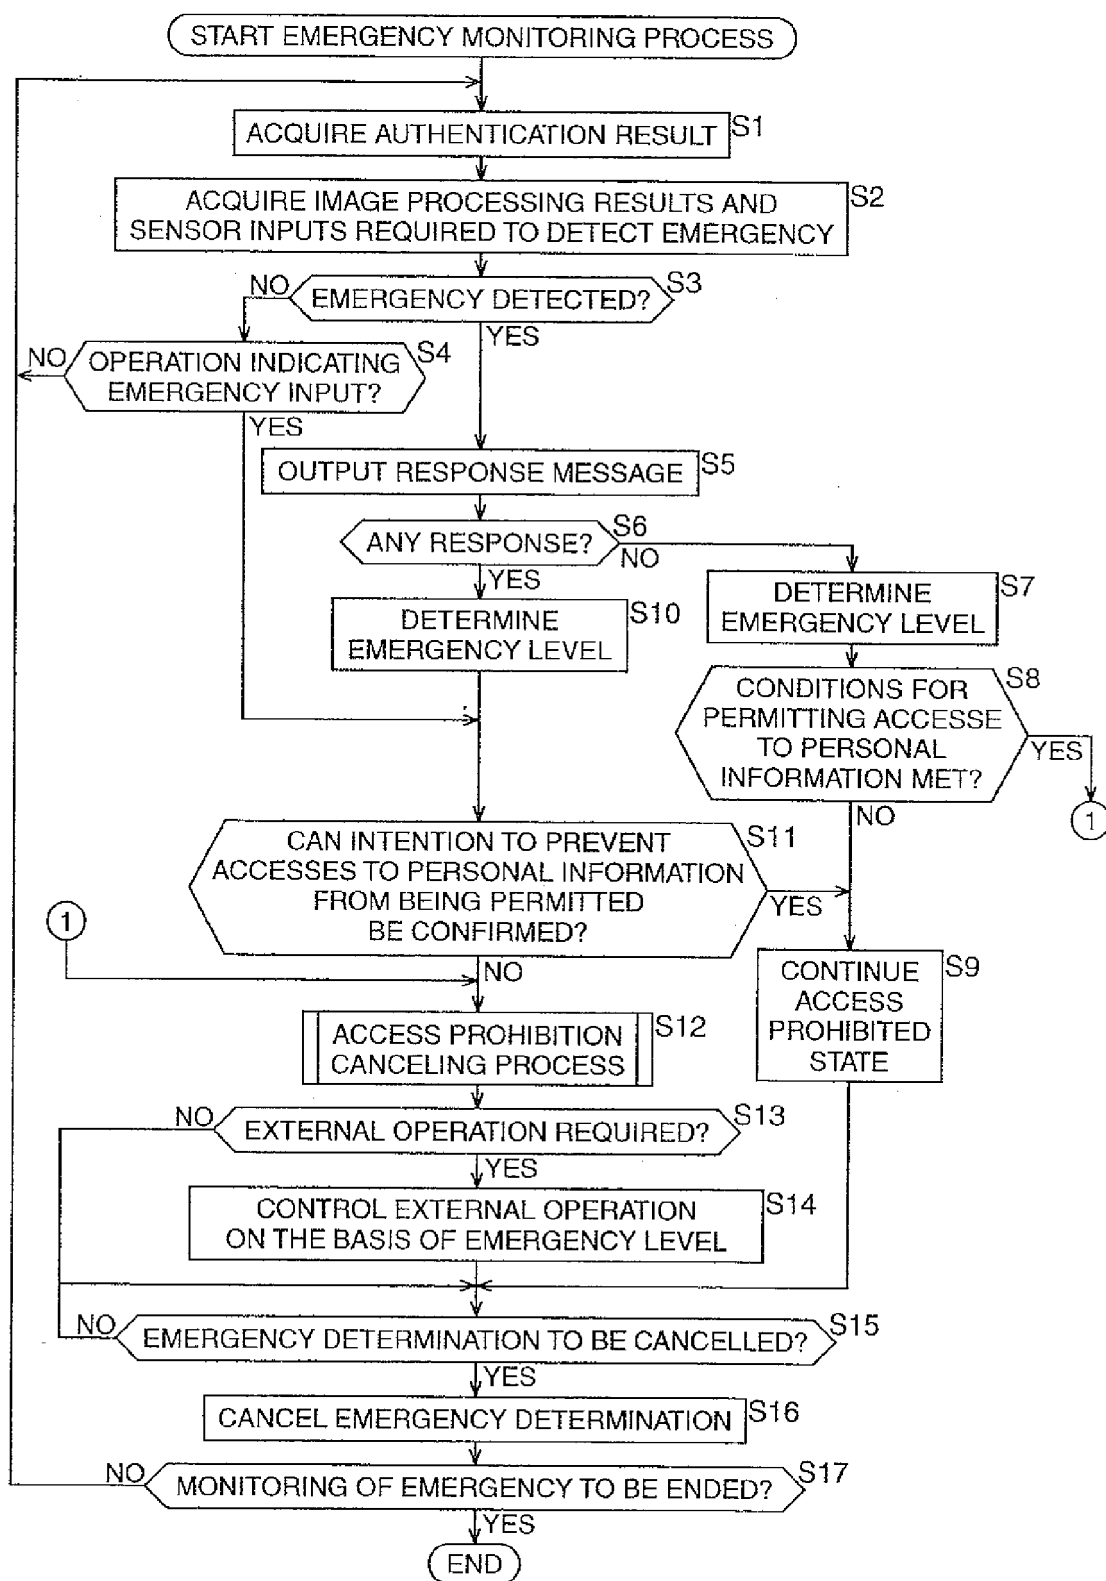 START EMERGENCY MONITORING PROCESS
ACQUIRE AUTHENTICATION RESULT
S1
ACQUIRE IMAGE PROCESSING RESULTS AND
SENSOR INPUTS REQUIRED TO DETECT EMERGENCY
S2
NO
EMERGENCY DETECTED?
S3
YES
NO
OPERATION INDICATING
EMERGENCY INPUT?
S4
YES
OUTPUT RESPONSE MESSAGE
S5
ANY RESPONSE?
S6
NO
YES
DETERMINE
EMERGENCY LEVEL
S10
DETERMINE
EMERGENCY LEVEL
S7
CONDITIONS FOR
PERMITTING ACCESSE
TO PERSONAL
INFORMATION MET?
S8
YES
1
NO
CAN INTENTION TO PREVENT
ACCESSES TO PERSONAL INFORMATION
FROM BEING PERMITTED
BE CONFIRMED?
S11
YES
1
NO
CONTINUE
ACCESS
PROHIBITED
STATE
S9
ACCESS PROHIBITION
CANCELING PROCESS
S12
NO
EXTERNAL OPERATION REQUIRED?
S13
YES
CONTROL EXTERNAL OPERATION
ON THE BASIS OF EMERGENCY LEVEL
S14
NO
EMERGENCY DETERMINATION TO BE CANCELLED?
S15
YES
CANCEL EMERGENCY DETERMINATION
S16
NO
MONITORING OF EMERGENCY TO BE ENDED?
S17
YES
END